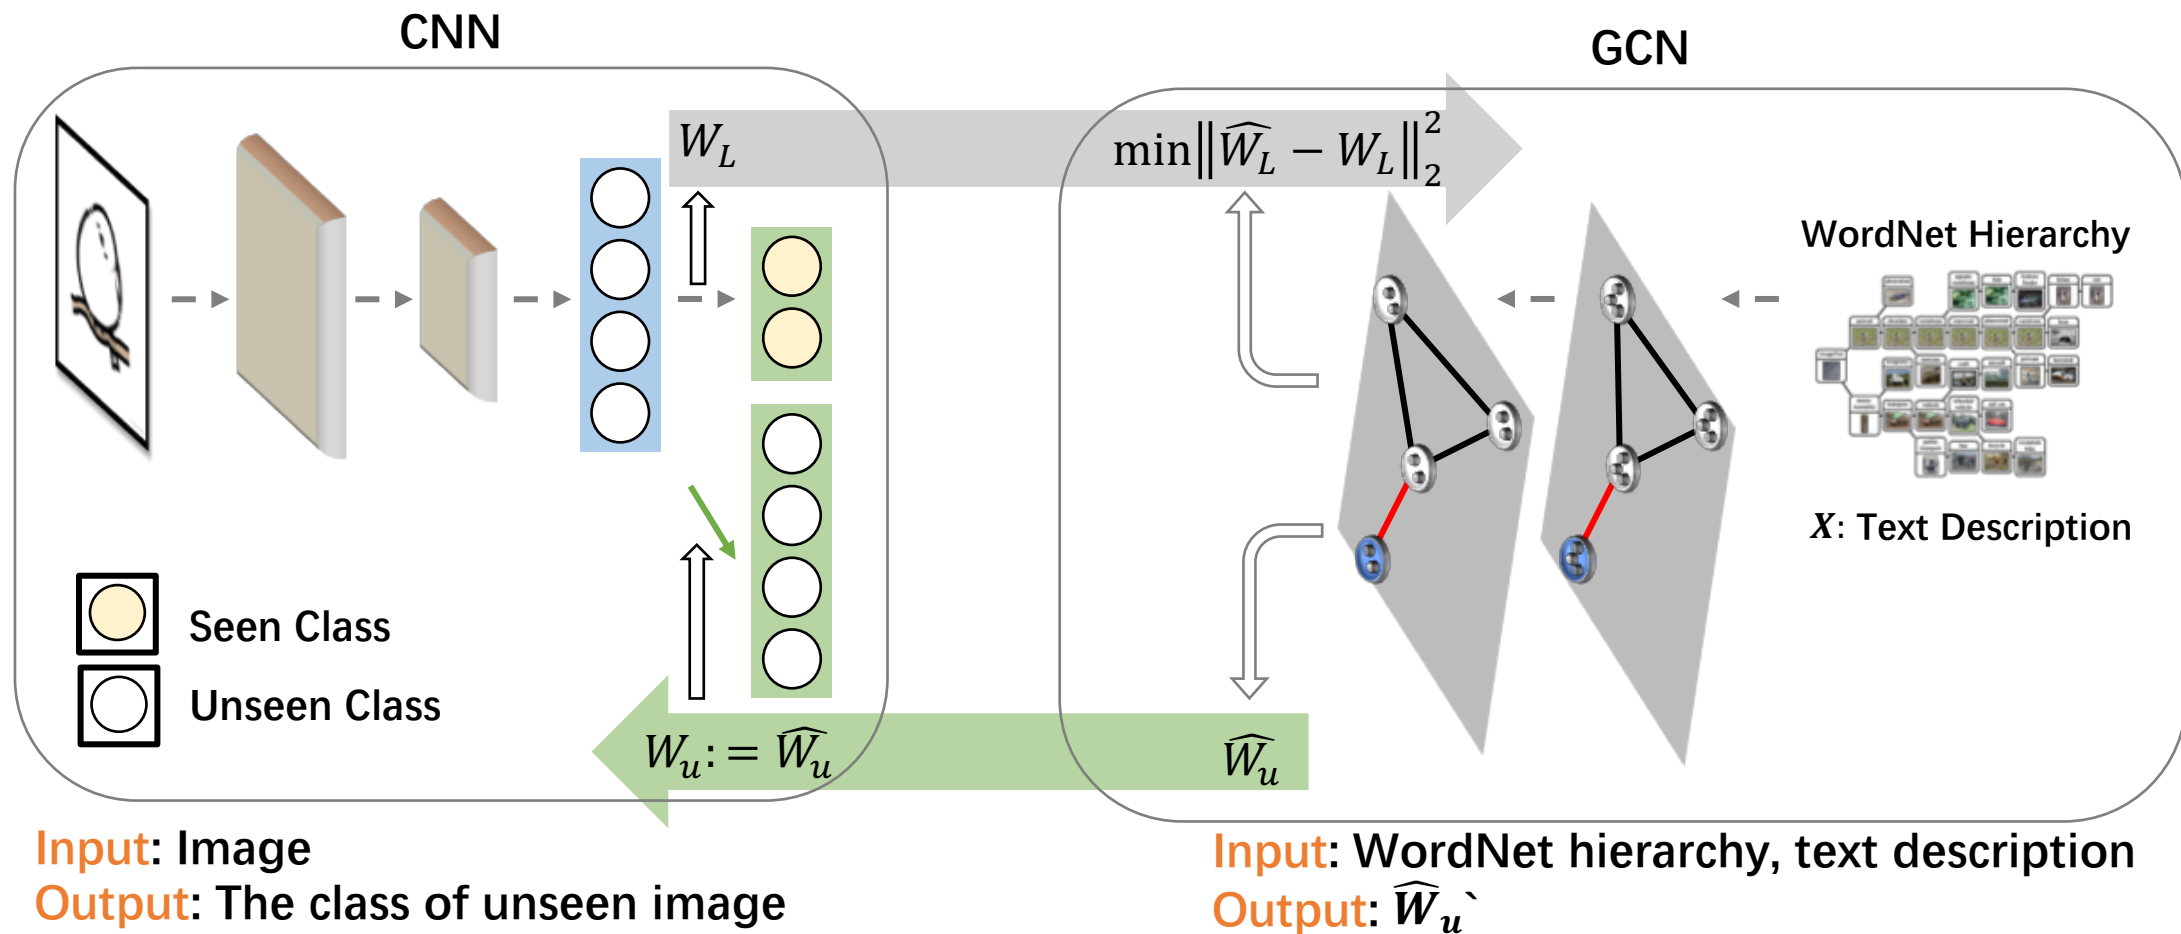 CNN
GCN
W_L
min‖Ŵ_L − W_L‖₂²
WordNet Hierarchy
X: Text Description
Seen Class
Unseen Class
W_u := Ŵ_u
Ŵ_u
Input: Image
Output: The class of unseen image
Input: WordNet hierarchy, text description
Output: Ŵ_u`